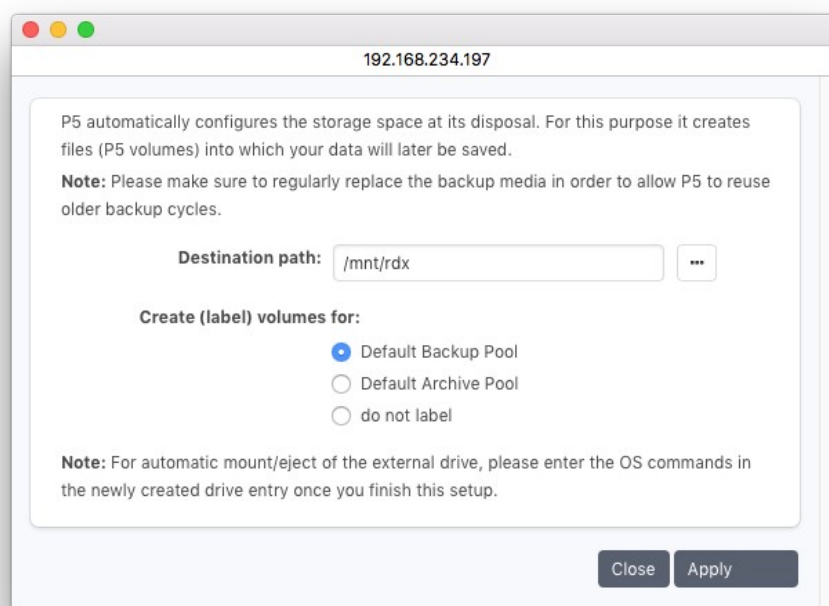 192.168.234.197
P5 automatically configures the storage space at its disposal. For this purpose it creates
files (P5 volumes) into which your data will later be saved.
Note: Please make sure to regularly replace the backup media in order to allow P5 to reuse
older backup cycles.
Destination path: /mnt/rdx ...
Create (label) volumes for:
Default Backup Pool
Default Archive Pool
do not label
Note: For automatic mount/eject of the external drive, please enter the OS commands in
the newly created drive entry once you finish this setup.
Close Apply